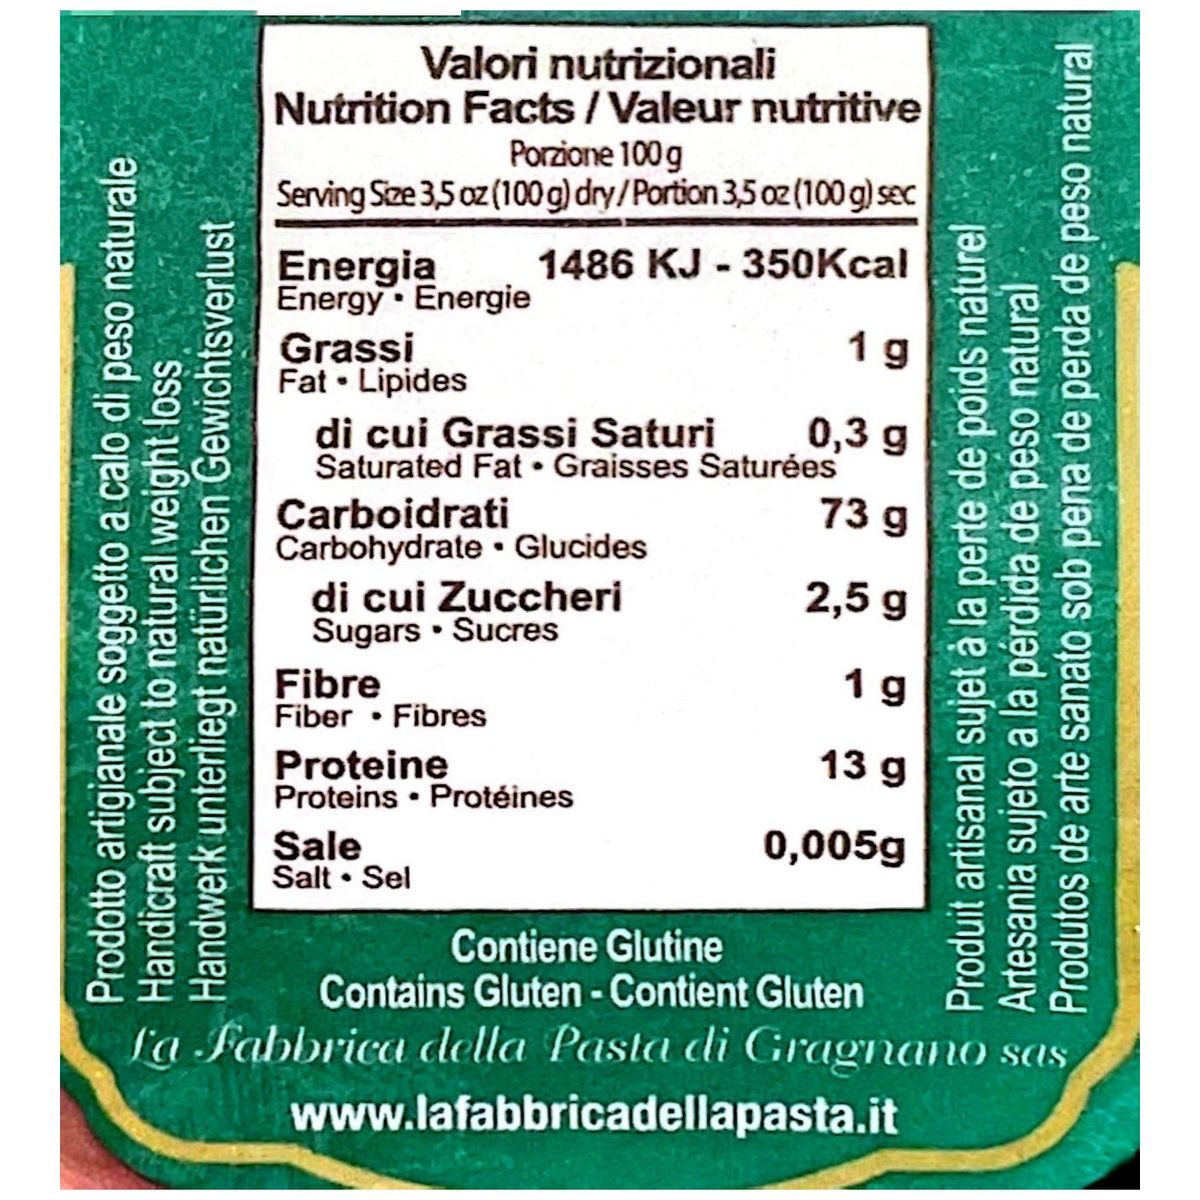 Valori nutrizionali
Nutrition Facts / Valeur nutritive
Porzione 100 g
Serving Size 3,5 oz (100 g) dry / Portion 3,5 oz (100 g) sec
Energia 1486 KJ - 350Kcal
Energy • Energie
Grassi 1 g
Fat • Lipides
di cui Grassi Saturi 0,3 g
Saturated Fat • Graisses Saturées
Carboidrati 73 g
Carbohydrate • Glucides
di cui Zuccheri 2,5 g
Sugars • Sucres
Fibre 1 g
Fiber • Fibres
Proteine 13 g
Proteins • Protéines
Sale 0,005g
Salt • Sel
Contiene Glutine
Contains Gluten - Contient Gluten
La Fabbrica della Pasta di Gragnano sas
www.lafabbricadellapasta.it
Prodotto artigianale soggetto a calo di peso naturale
Handicraft subject to natural weight loss
Handwerk unterliegt natürlichen Gewichtsverlust
Produit artisanal sujet à la perte de poids naturel
Artesania sujeto a la pérdida de peso natural
Produtos de arte sanato sob pena de perda de peso natural